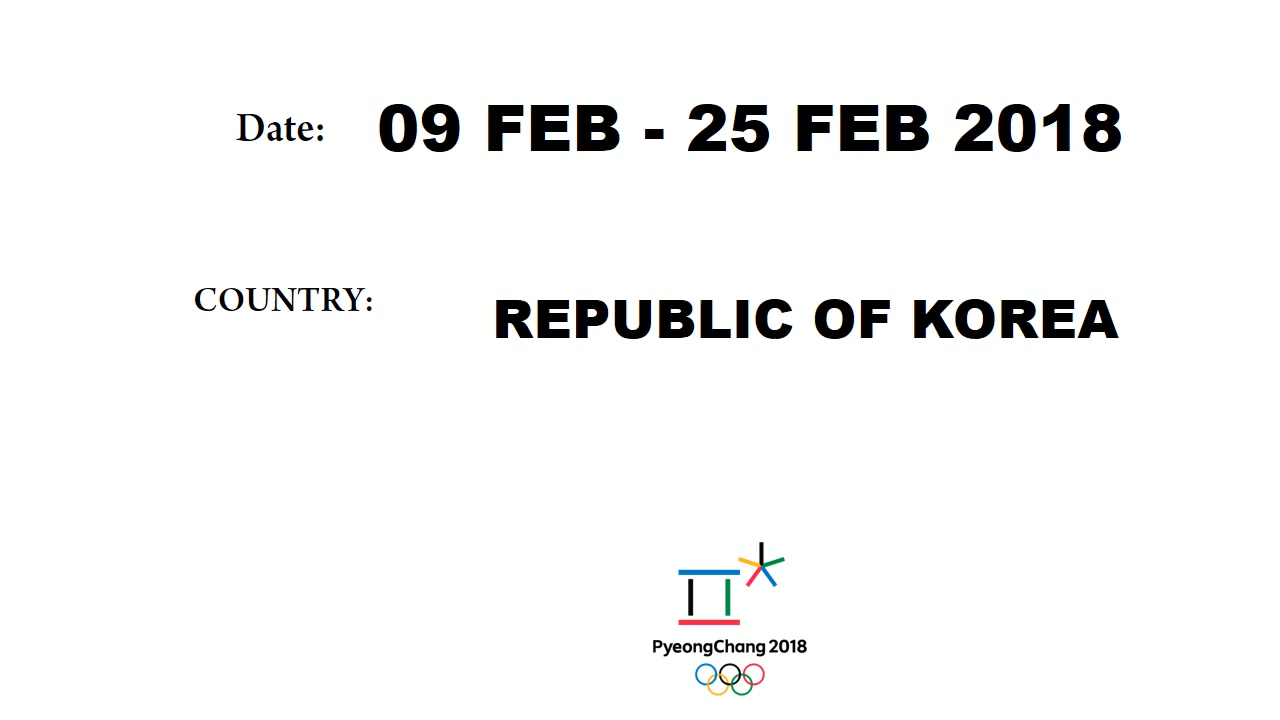 Date: 09 FEB - 25 FEB 2018
COUNTRY: REPUBLIC OF KOREA
PyeongChang 2018